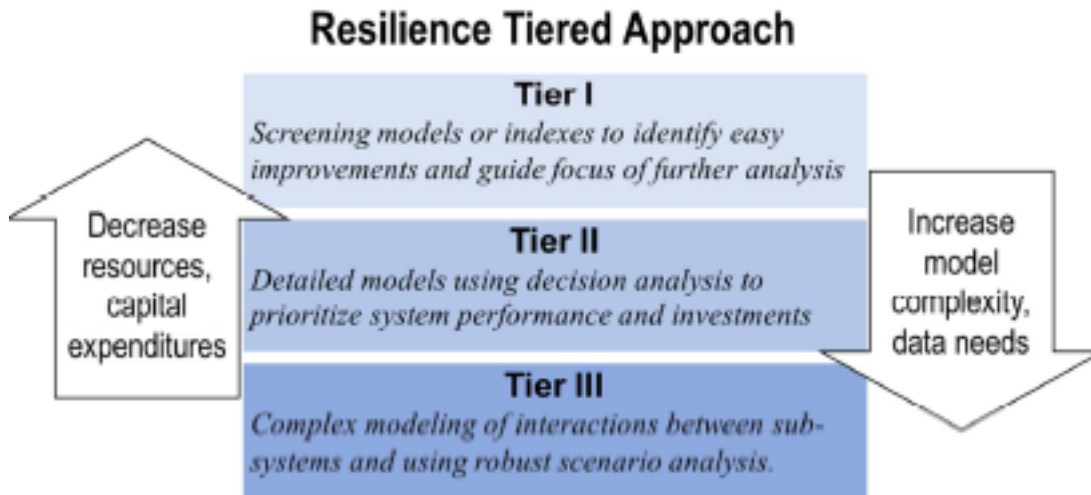 Resilience Tiered Approach
Tier I
Screening models or indexes to identify easy
improvements and guide focus of further analysis
Decrease
resources,
capital
expenditures
Tier II
Detailed models using decision analysis to
prioritize system performance and investments
Increase
model
complexity,
data needs
Tier III
Complex modeling of interactions between sub-
systems and using robust scenario analysis.